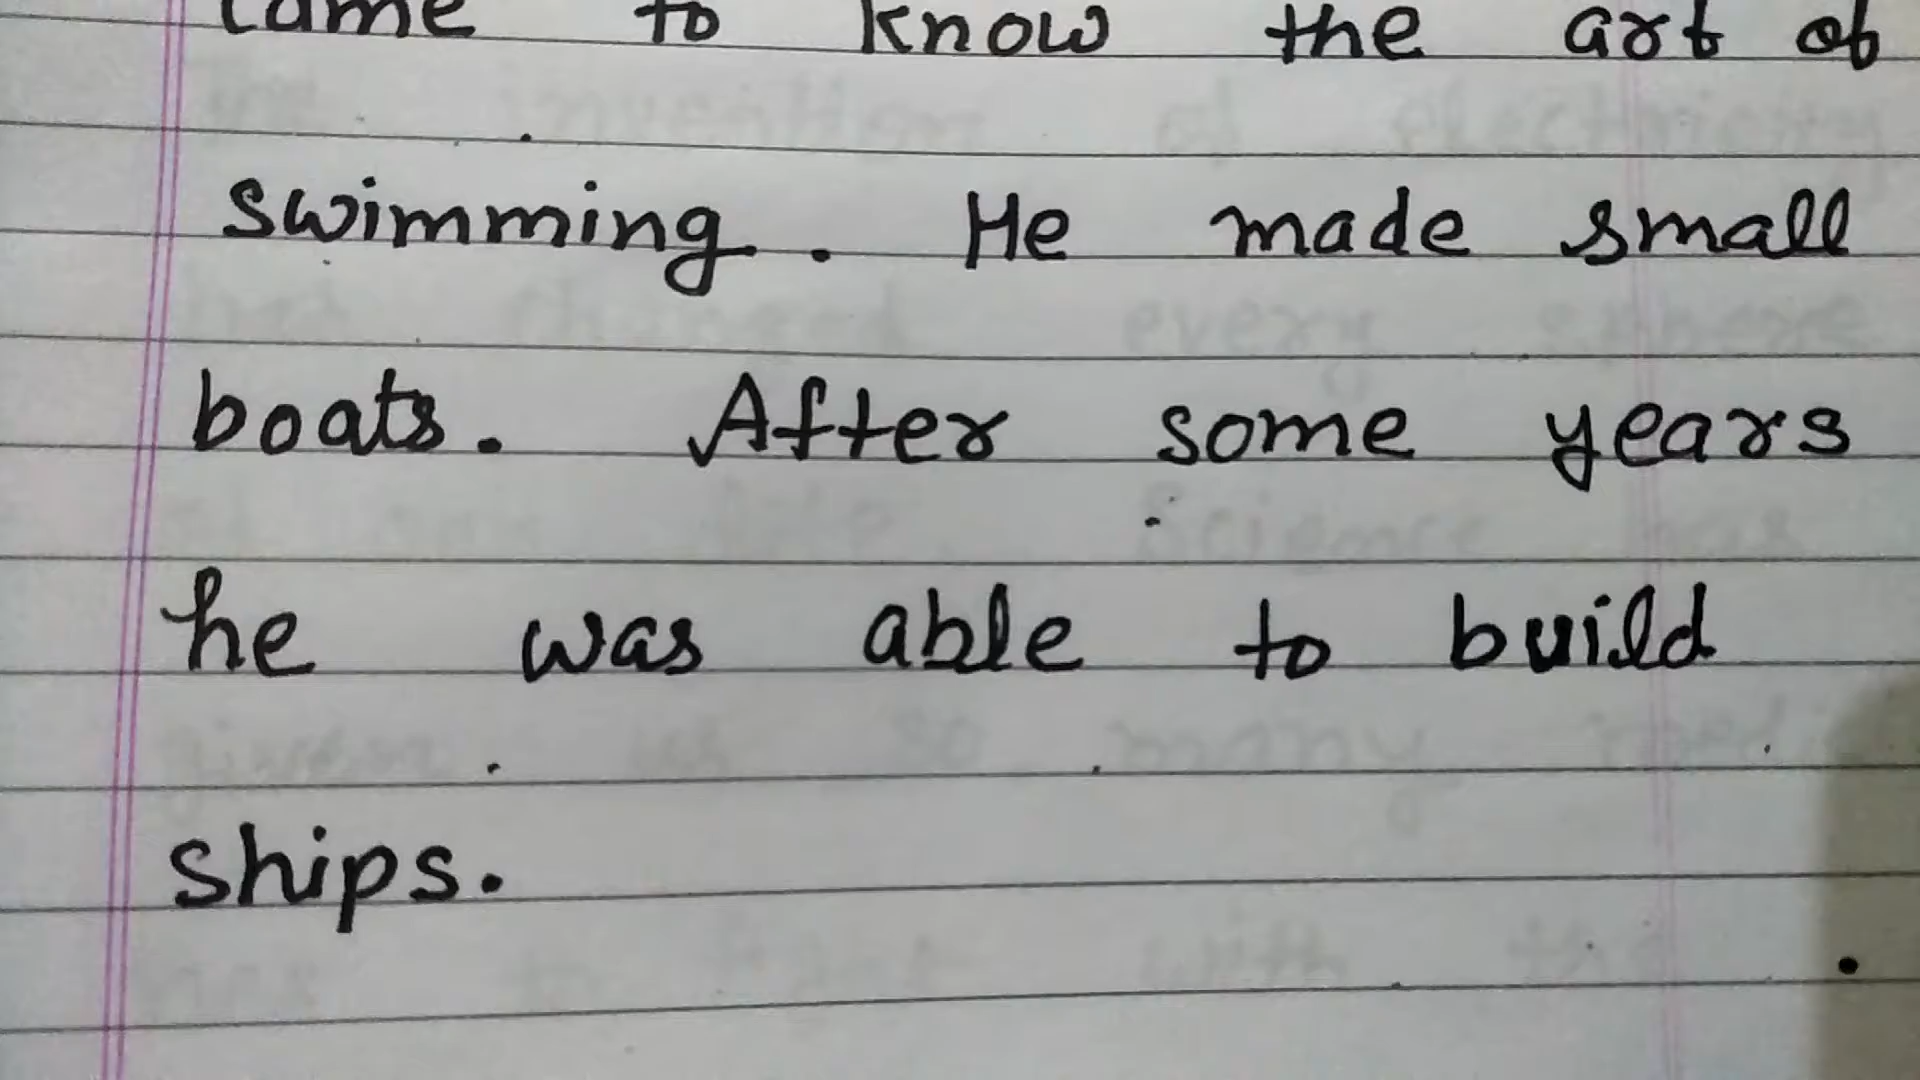 came to know the art of
swimming. He made small
boats. After some years
he was able to build
ships.